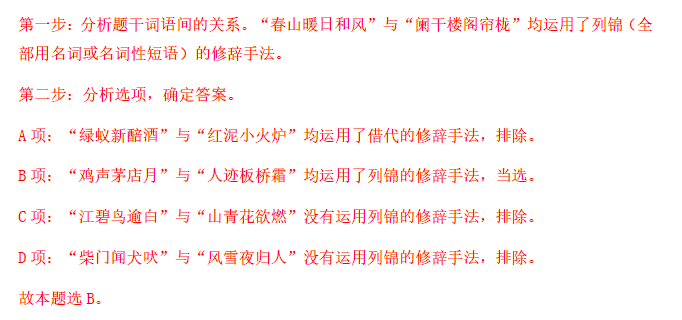 第一步：分析题干词语间的关系。“春山暖日和风”与“阑干楼阁帘栊”均运用了列锦（全
部用名词或名词性短语）的修辞手法。
第二步：分析选项，确定答案。
A 项：“绿蚁新醅酒”与“红泥小火炉”均运用了借代的修辞手法，排除。
B 项：“鸡声茅店月”与“人迹板桥霜”均运用了列锦的修辞手法，当选。
C 项：“江碧鸟逾白”与“山青花欲燃”没有运用列锦的修辞手法，排除。
D 项：“柴门闻犬吠”与“风雪夜归人”没有运用列锦的修辞手法，排除。
故本题选 B。